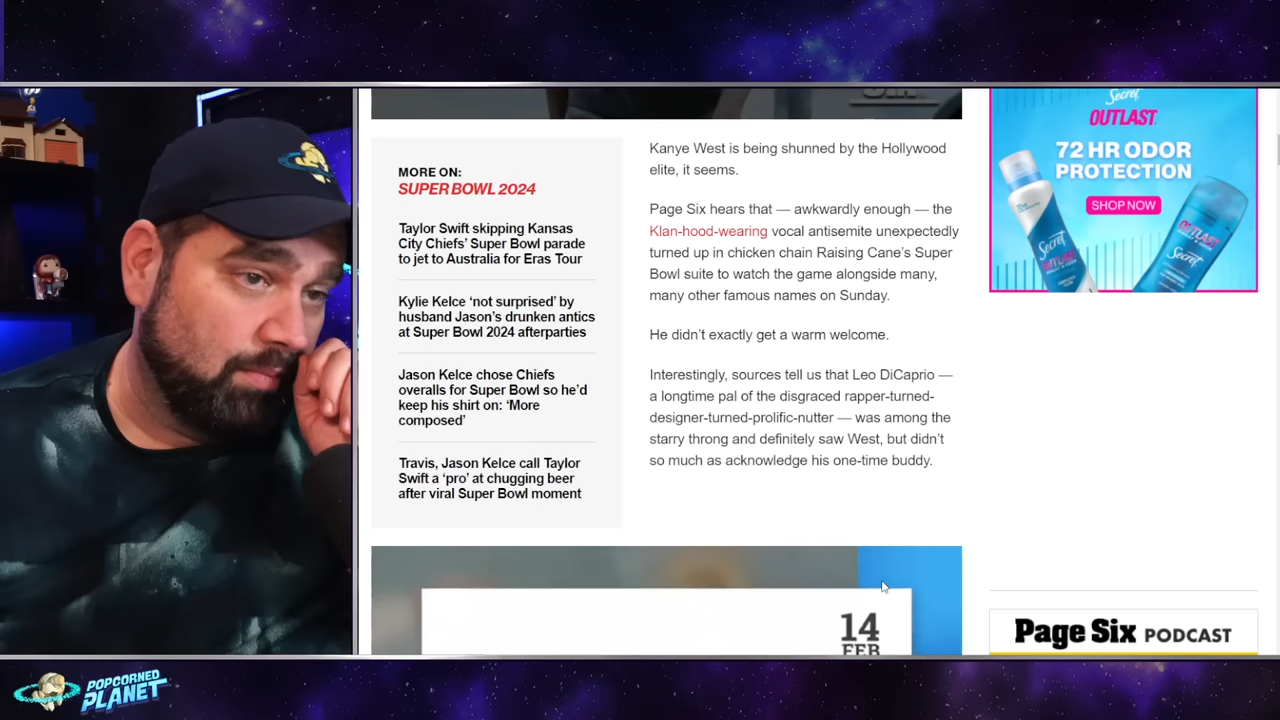 MORE ON:
SUPER BOWL 2024
Taylor Swift skipping Kansas
City Chiefs' Super Bowl parade
to jet to Australia for Eras Tour
Kylie Kelce 'not surprised' by
husband Jason's drunken antics
at Super Bowl 2024 afterparties
Jason Kelce chose Chiefs
overalls for Super Bowl so he'd
keep his shirt on: 'More
composed'
Travis, Jason Kelce call Taylor
Swift a 'pro' at chugging beer
after viral Super Bowl moment
Kanye West is being shunned by the Hollywood
elite, it seems.
Page Six hears that — awkwardly enough — the
Klan-hood-wearing vocal antisemite unexpectedly
turned up in chicken chain Raising Cane's Super
Bowl suite to watch the game alongside many,
many other famous names on Sunday.
He didn't exactly get a warm welcome.
Interestingly, sources tell us that Leo DiCaprio —
a longtime pal of the disgraced rapper-turned-
designer-turned-prolific-nutter — was among the
starry throng and definitely saw West, but didn't
so much as acknowledge his one-time buddy.
14
FEB
Secret
OUTLAST
72 HR ODOR
PROTECTION
SHOP NOW
Secret
OUTLAST
Secret
Page Six PODCAST
POPCORNED
PLANET